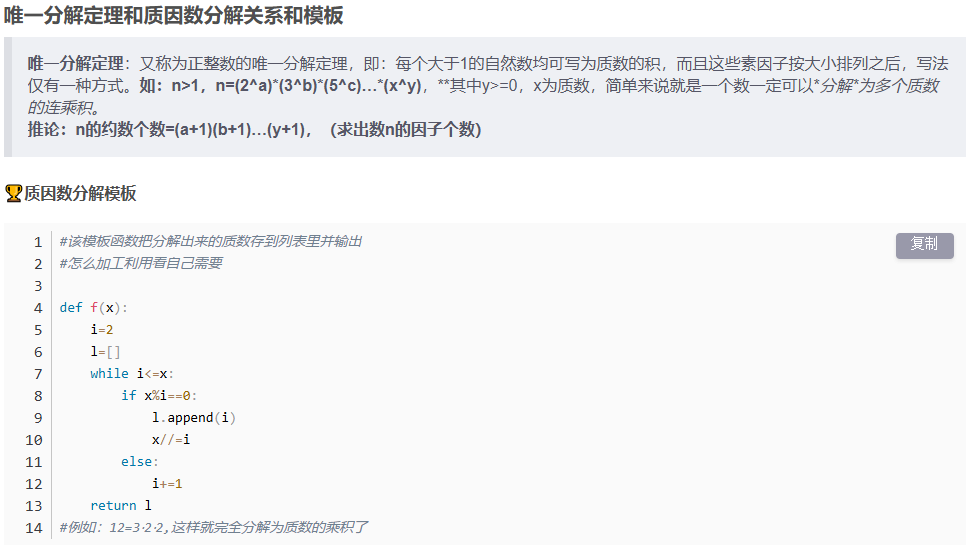 唯一分解定理和质因数分解关系和模板
唯一分解定理：又称为正整数的唯一分解定理，即：每个大于1的自然数均可写为质数的积，而且这些素因子按大小排列之后，写法
仅有一种方式。如：n>1，n=(2^a)*(3^b)*(5^c)…*(x^y)，**其中y>=0，x为质数，简单来说就是一个数一定可以*分解*为多个质数
的连乘积。
推论：n的约数个数=(a+1)(b+1)…(y+1)，（求出数n的因子个数）
🏆质因数分解模板
复制
1 #该模板函数把分解出来的质数存到列表里并输出
2 #怎么加工利用看自己需要
3
4 def f(x):
5     i=2
6     l=[]
7     while i<=x:
8         if x%i==0:
9             l.append(i)
10             x//=i
11         else:
12             i+=1
13     return l
14 #例如：12=3·2·2,这样就完全分解为质数的乘积了